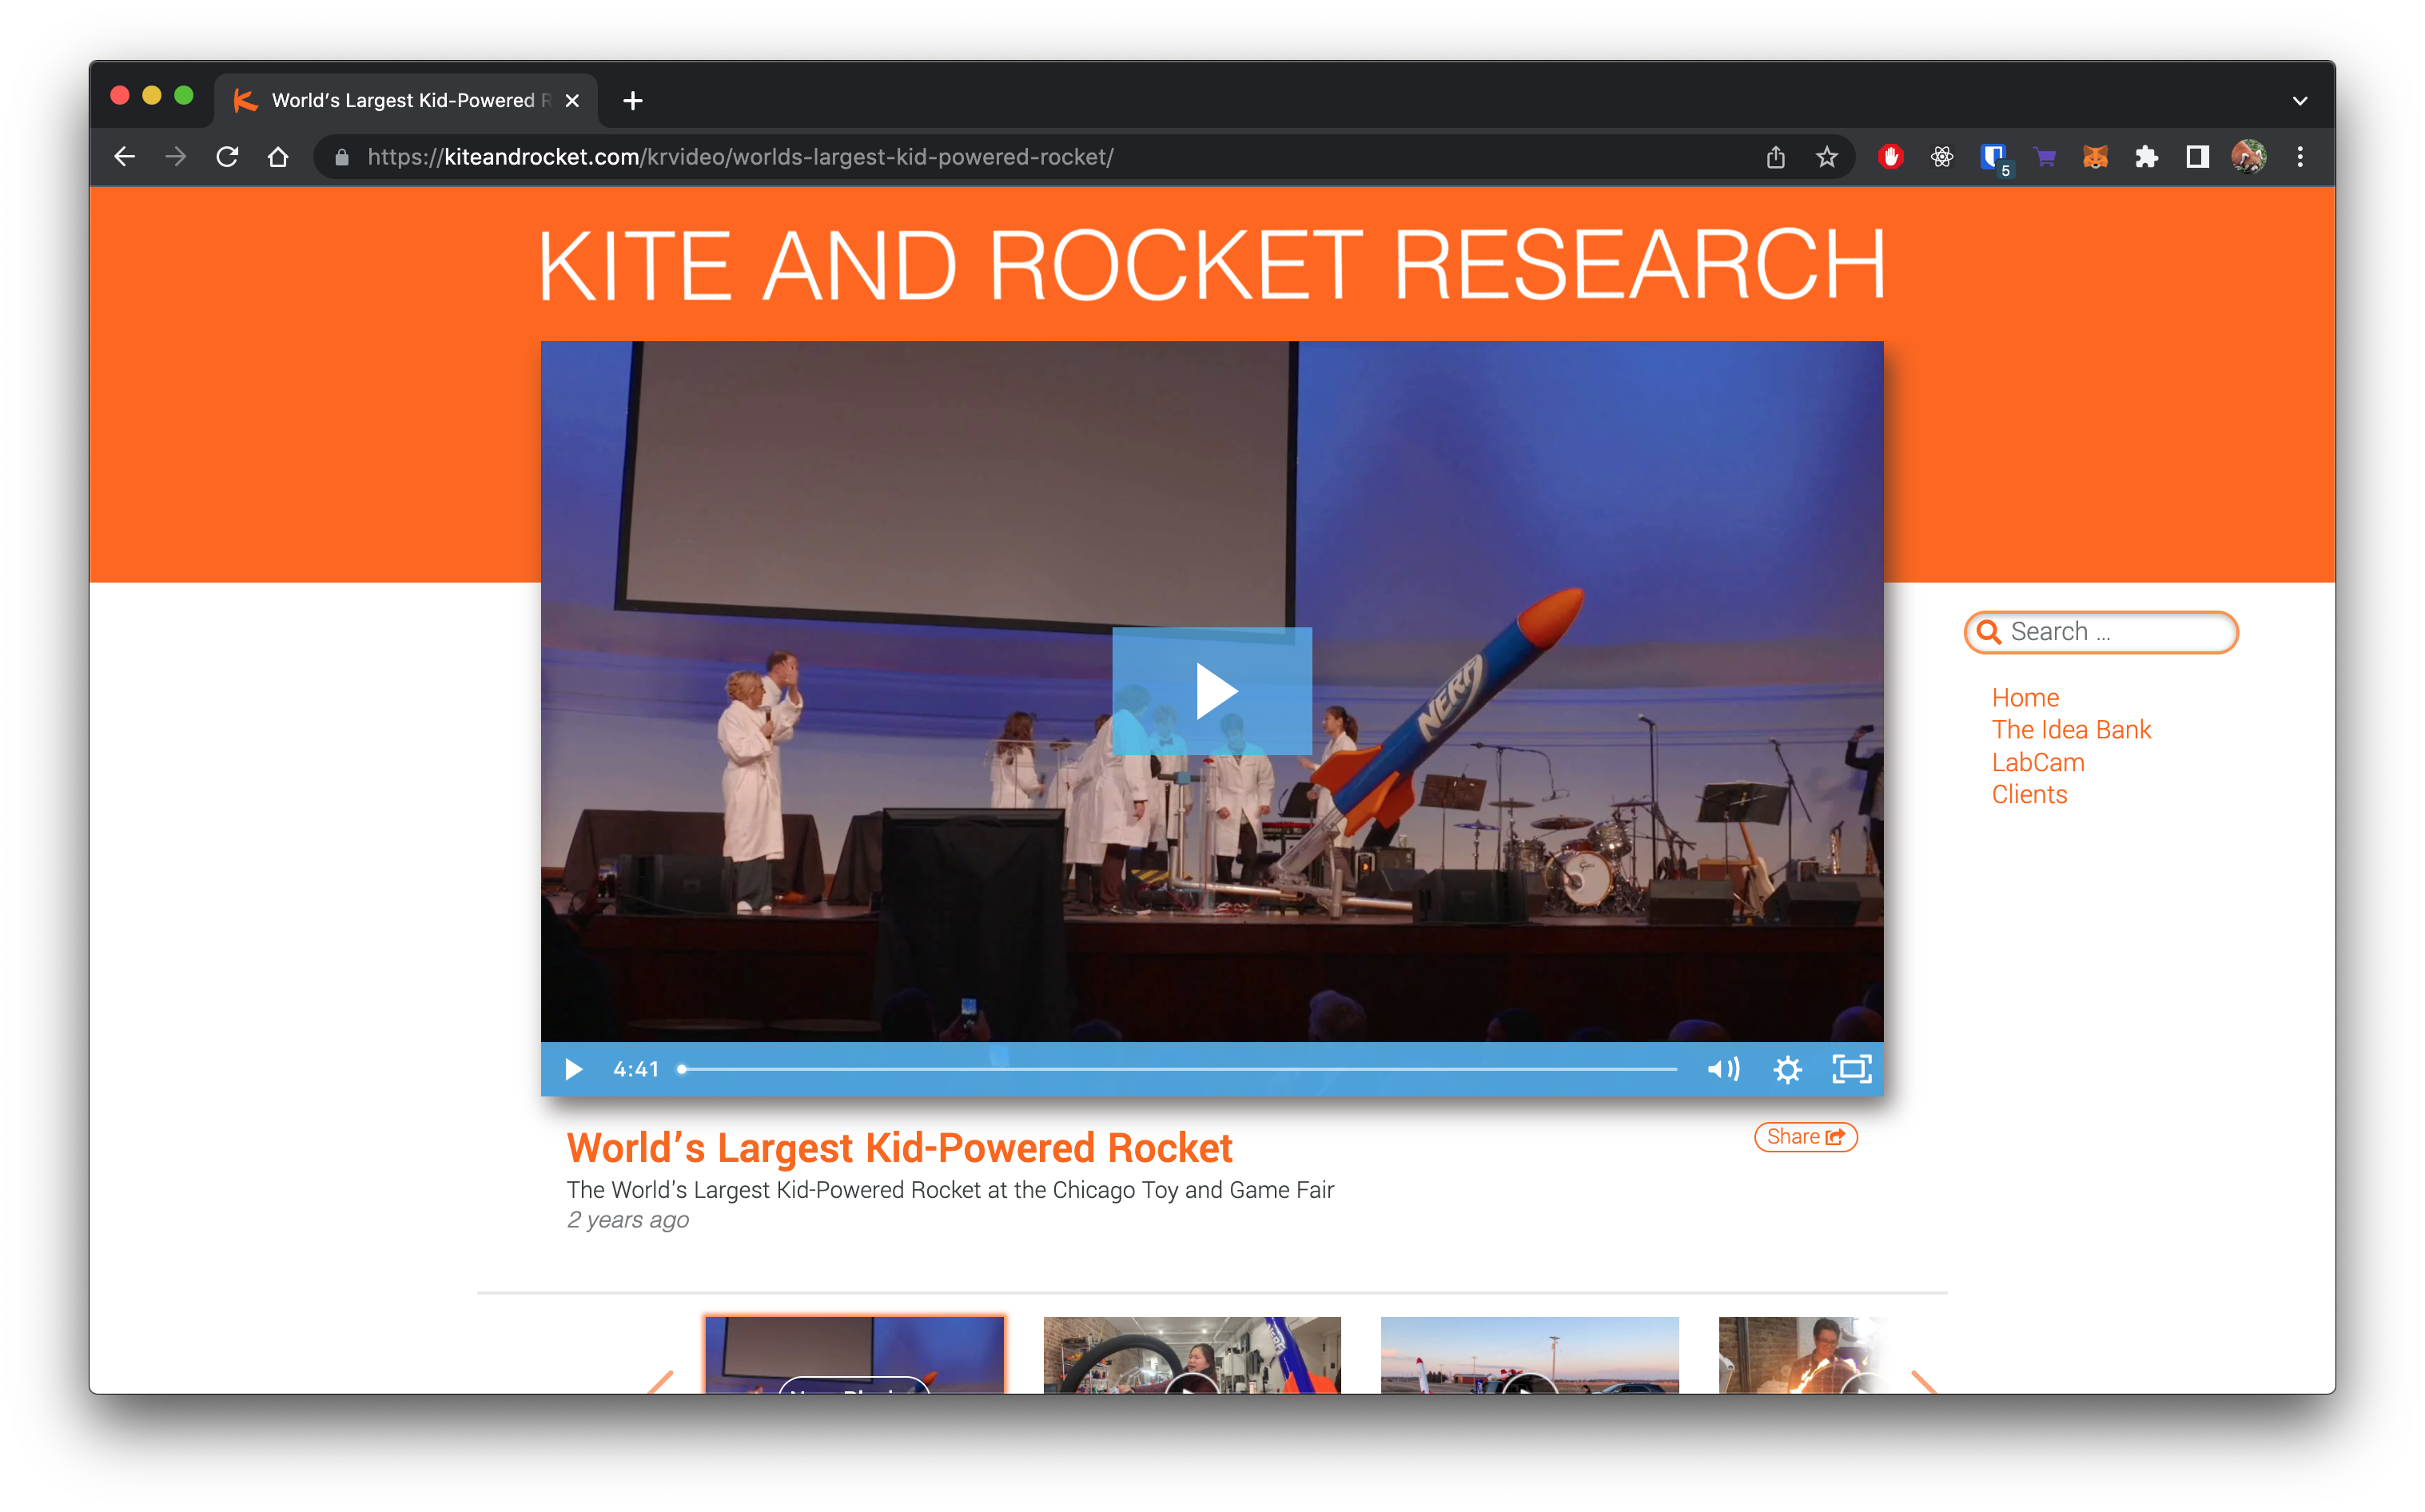 World's Largest Kid-Powered R
https://kiteandrocket.com/krvideo/worlds-largest-kid-powered-rocket/
5
KITE AND ROCKET RESEARCH
NERF
Search ...
Home
The Idea Bank
LabCam
Clients
4:41
World's Largest Kid-Powered Rocket
Share
The World's Largest Kid-Powered Rocket at the Chicago Toy and Game Fair
2 years ago